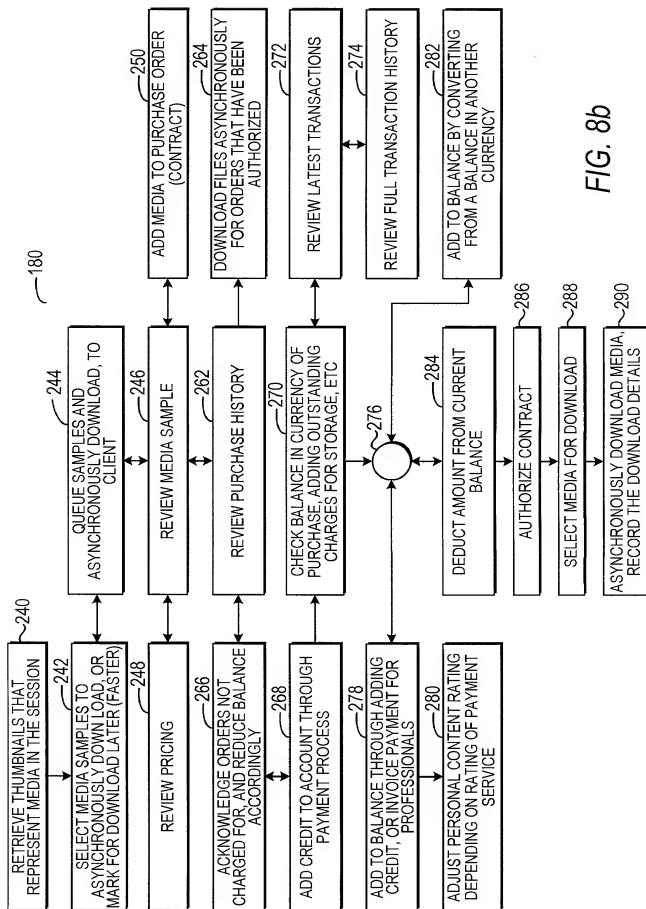 180
240
RETRIEVE THUMBNAILS THAT
REPRESENT MEDIA IN THE SESSION
242
SELECT MEDIA SAMPLES TO
ASYNCHRONOUSLY DOWN LOAD, OR
MARK FOR DOWNLOAD LATER (FASTER)
244
QUEUE SAMPLES AND
ASYNCHRONOUSLY DOWNLOAD, TO
CLIENT
248
REVIEW PRICING
246
REVIEW MEDIA SAMPLE
250
ADD MEDIA TO PURCHASE ORDER
(CONTRACT)
266
ACKNOWLEDGE ORDERS NOT
CHARGED FOR, AND REDUCE BALANCE
ACCORDINGLY
262
REVIEW PURCHASE HISTORY
264
DOWNLOAD FILES ASYNCHRONOUSLY
FOR ORDERS THAT HAVE BEEN
AUTHORIZED
268
ADD CREDIT TO ACCOUNT THROUGH
PAYMENT PROCESS
270
CHECK BALANCE IN CURRENCY OF
PURCHASE, ADDING OUTSTANDING
CHARGES FOR STORAGE, ETC
272
REVIEW LATEST TRANSACTIONS
274
REVIEW FULL TRANSACTION HISTORY
276
278
ADD TO BALANCE THROUGH ADDING
CREDIT, OR INVOICE PAYMENT FOR
PROFESSIONALS
280
ADJUST PERSONAL CONTENT RATING
DEPENDING ON RATING OF PAYMENT
SERVICE
284
DEDUCT AMOUNT FROM CURRENT
BALANCE
282
ADD TO BALANCE BY CONVERTING
FROM A BALANCE IN ANOTHER
CURRENCY
286
AUTHORIZE CONTRACT
288
SELECT MEDIA FOR DOWNLOAD
290
ASYNCHRONOUSLY DOWNLOAD MEDIA,
RECORD THE DOWNLOAD DETAILS
FIG. 8b